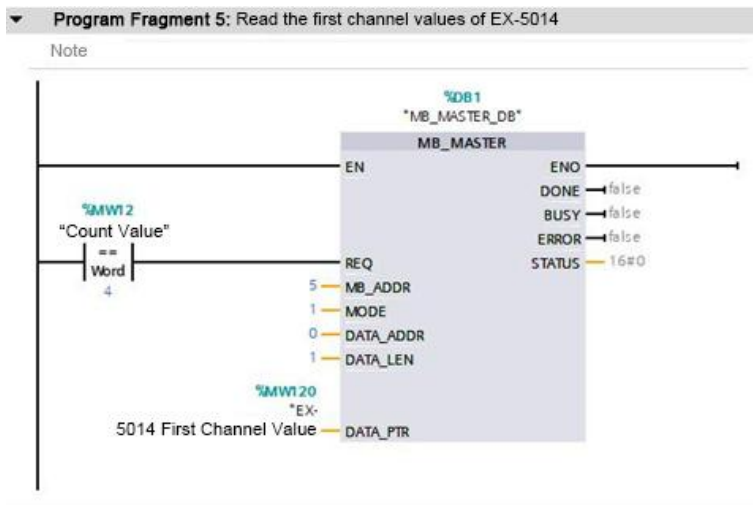 Program Fragment 5: Read the first channel values of EX-5014
Note
%DB1
"MB_MASTER_DB"
MB_MASTER
EN ENO
DONE false
%MW12
BUSY false
"Count Value"
ERROR false
==
Word
REQ STATUS 16#0
4
5 MB_ADDR
1 MODE
0 DATA_ADDR
1 DATA_LEN
%MW120
"EX-
5014 First Channel Value DATA_PTR